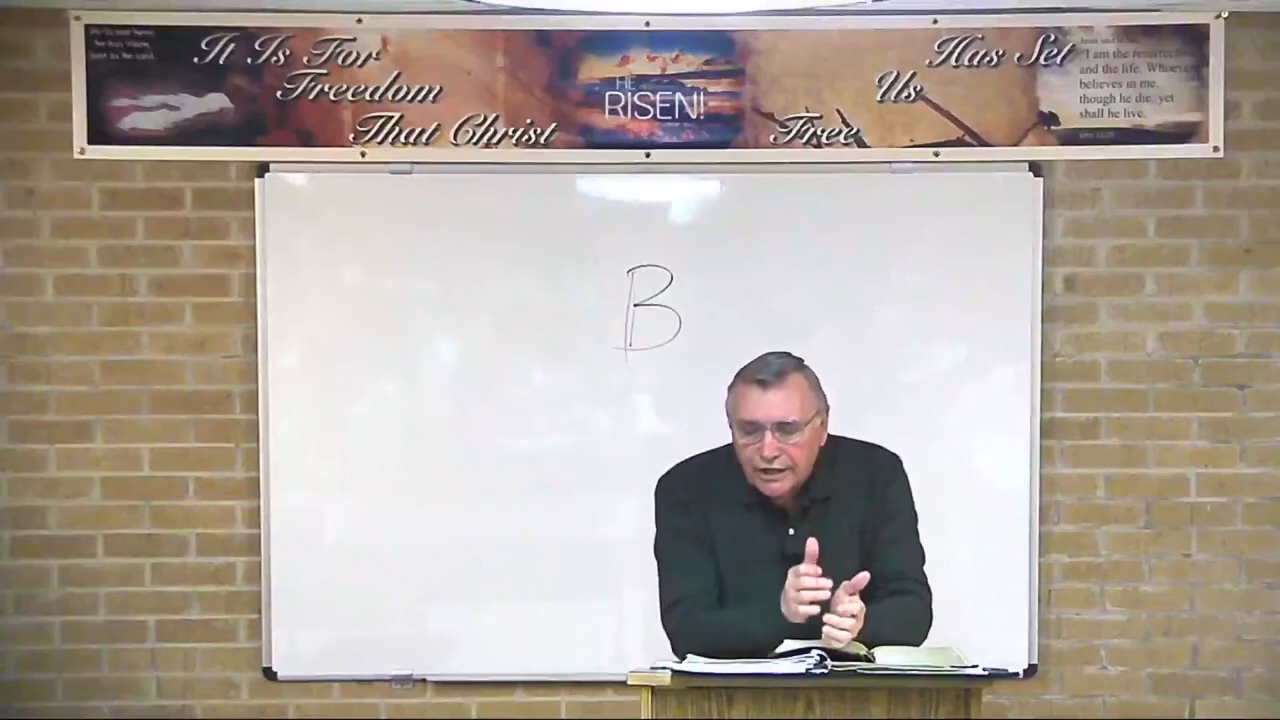 It Is For
Freedom
That Christ
HE
RISEN!
Has Set
Us
Free
"I am the resurrec
and the life. Whoever
believes in me,
though he die, yet
shall he live.
B